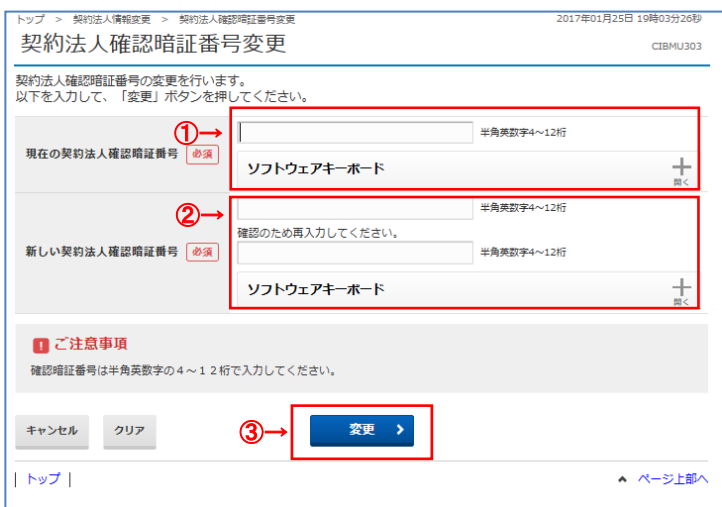 トップ > 契約法人情報変更 > 契約法人確認暗証番号変更
2017年01月25日 19時03分26秒
契約法人確認暗証番号変更
CIBMU303
契約法人確認暗証番号の変更を行います。
以下を入力して、「変更」ボタンを押してください。
①→
半角英数字4～12桁
現在の契約法人確認暗証番号 必須
ソフトウェアキーボード
開く
②→
半角英数字4～12桁
確認のため再入力してください。
新しい契約法人確認暗証番号 必須
半角英数字4～12桁
ソフトウェアキーボード
開く
! ご注意事項
確認暗証番号は半角英数字の４～１２桁で入力してください。
キャンセル クリア ③→ 変更
| トップ | ページ上部へ